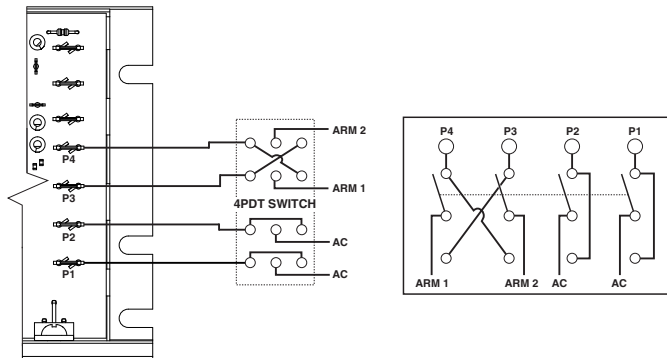 P4
P3
P2
P1
ARM 2
ARM 1
4PDT SWITCH
AC
AC
P4 P3 P2 P1
ARM 1 ARM 2 AC AC